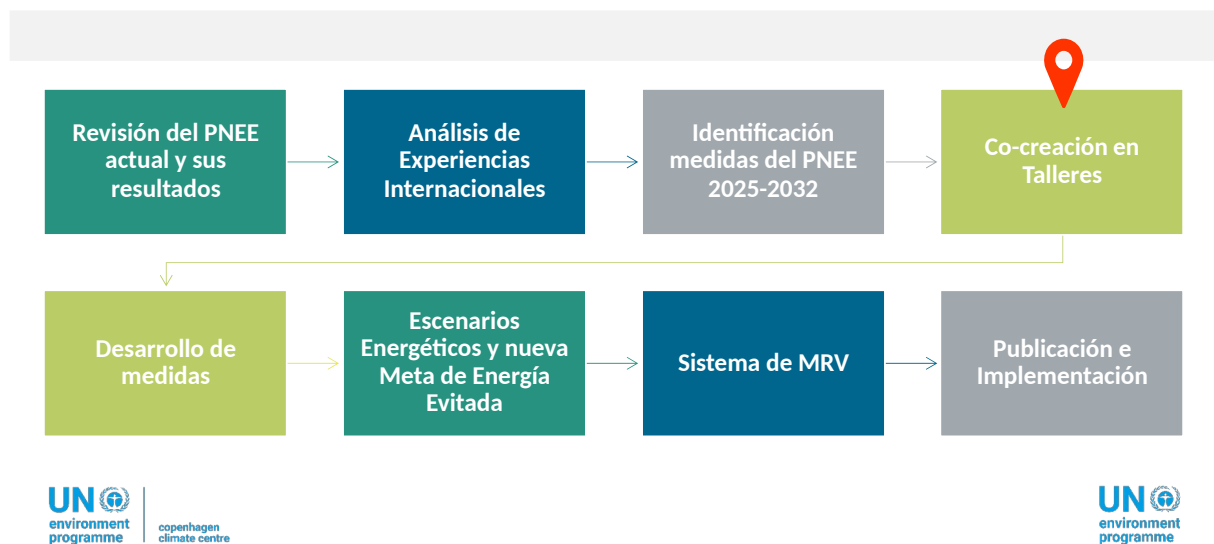 Revisión del PNEE
actual y sus
resultados
Análisis de
Experiencias
Internacionales
Identificación
medidas del PNEE
2025-2032
Co-creación en
Talleres
Desarrollo de
medidas
Escenarios
Energéticos y nueva
Meta de Energía
Evitada
Sistema de MRV
Publicación e
Implementación
UN
environment
programme
copenhagen
climate centre
UN
environment
programme